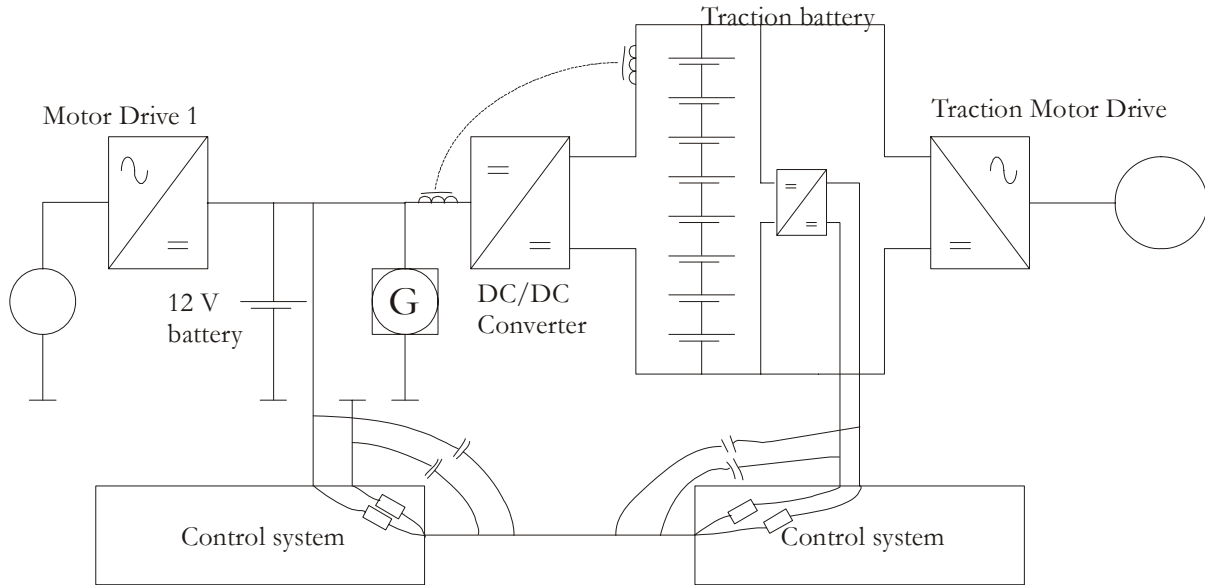 Traction battery
Motor Drive 1
Traction Motor Drive
12 V
battery
G
DC/DC
Converter
Control system
Control system